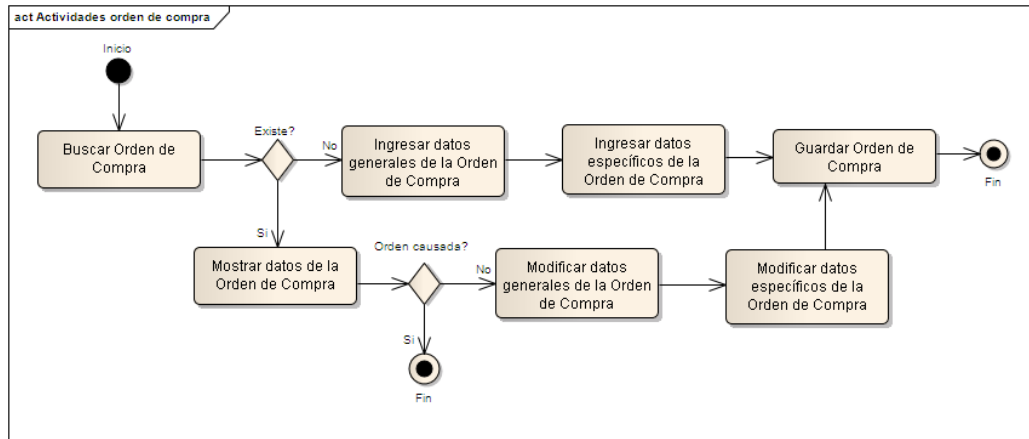 act Actividades orden de compra
Inicio
Buscar Orden de
Compra
Existe?
No
Ingresar datos
generales de la Orden
de Compra
Ingresar datos
específicos de la
Orden de Compra
Guardar Orden de
Compra
Fin
Si
Mostrar datos de la
Orden de Compra
Orden causada?
No
Modificar datos
generales de la Orden
de Compra
Modificar datos
específicos de la
Orden de Compra
Si
Fin